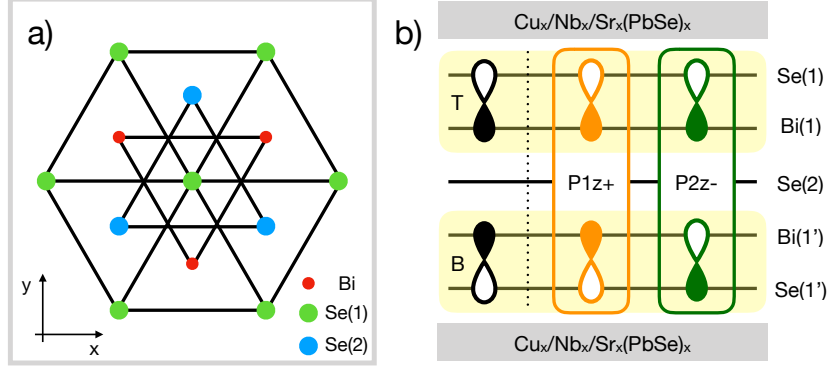 a)
y
x
Bi
Se(1)
Se(2)
b)
Cuₓ/Nbₓ/Srₓ(PbSe)ₓ
T
Se(1)
Bi(1)
P1z+
P2z-
Se(2)
B
Bi(1')
Se(1')
Cuₓ/Nbₓ/Srₓ(PbSe)ₓ